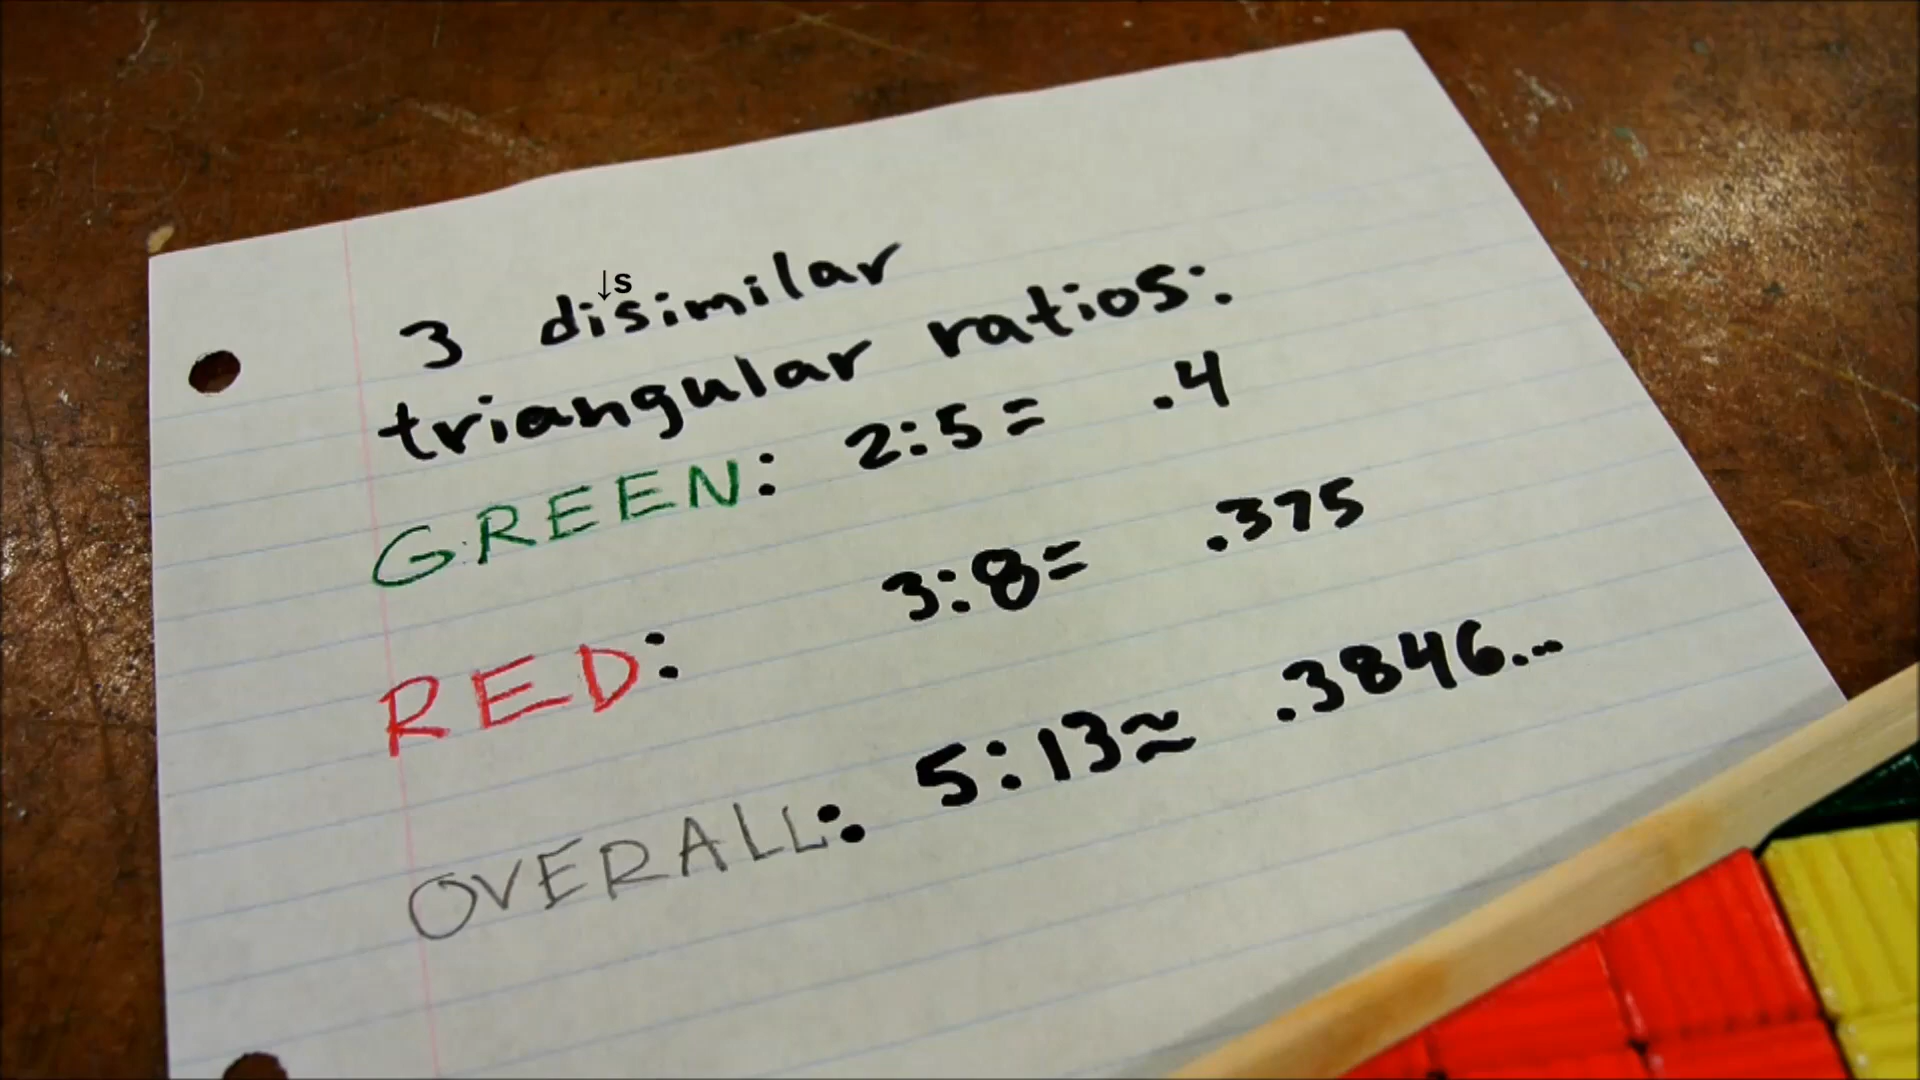 ↓s
3 disimilar
triangular ratios:
GREEN: 2:5= .4
RED: 3:8= .375
OVERALL: 5:13≈ .3846...